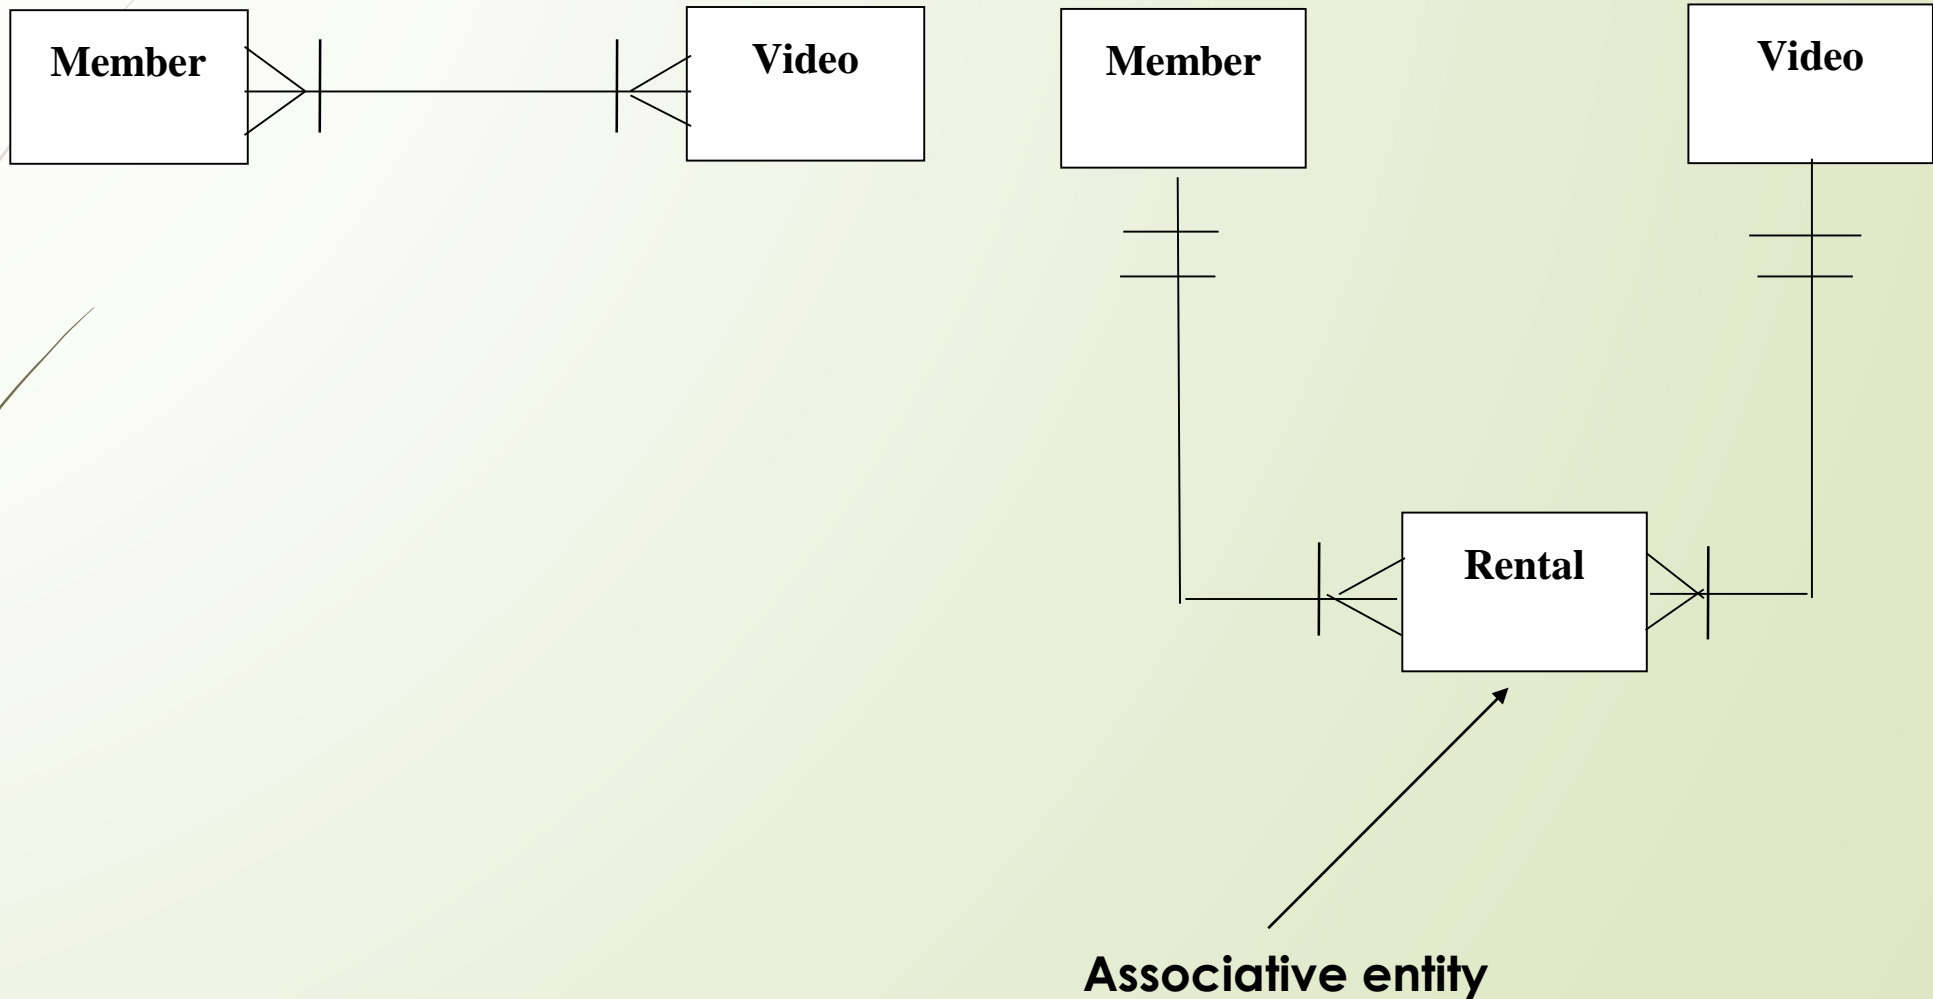 Member
Video
Member
Video
Rental
Associative entity